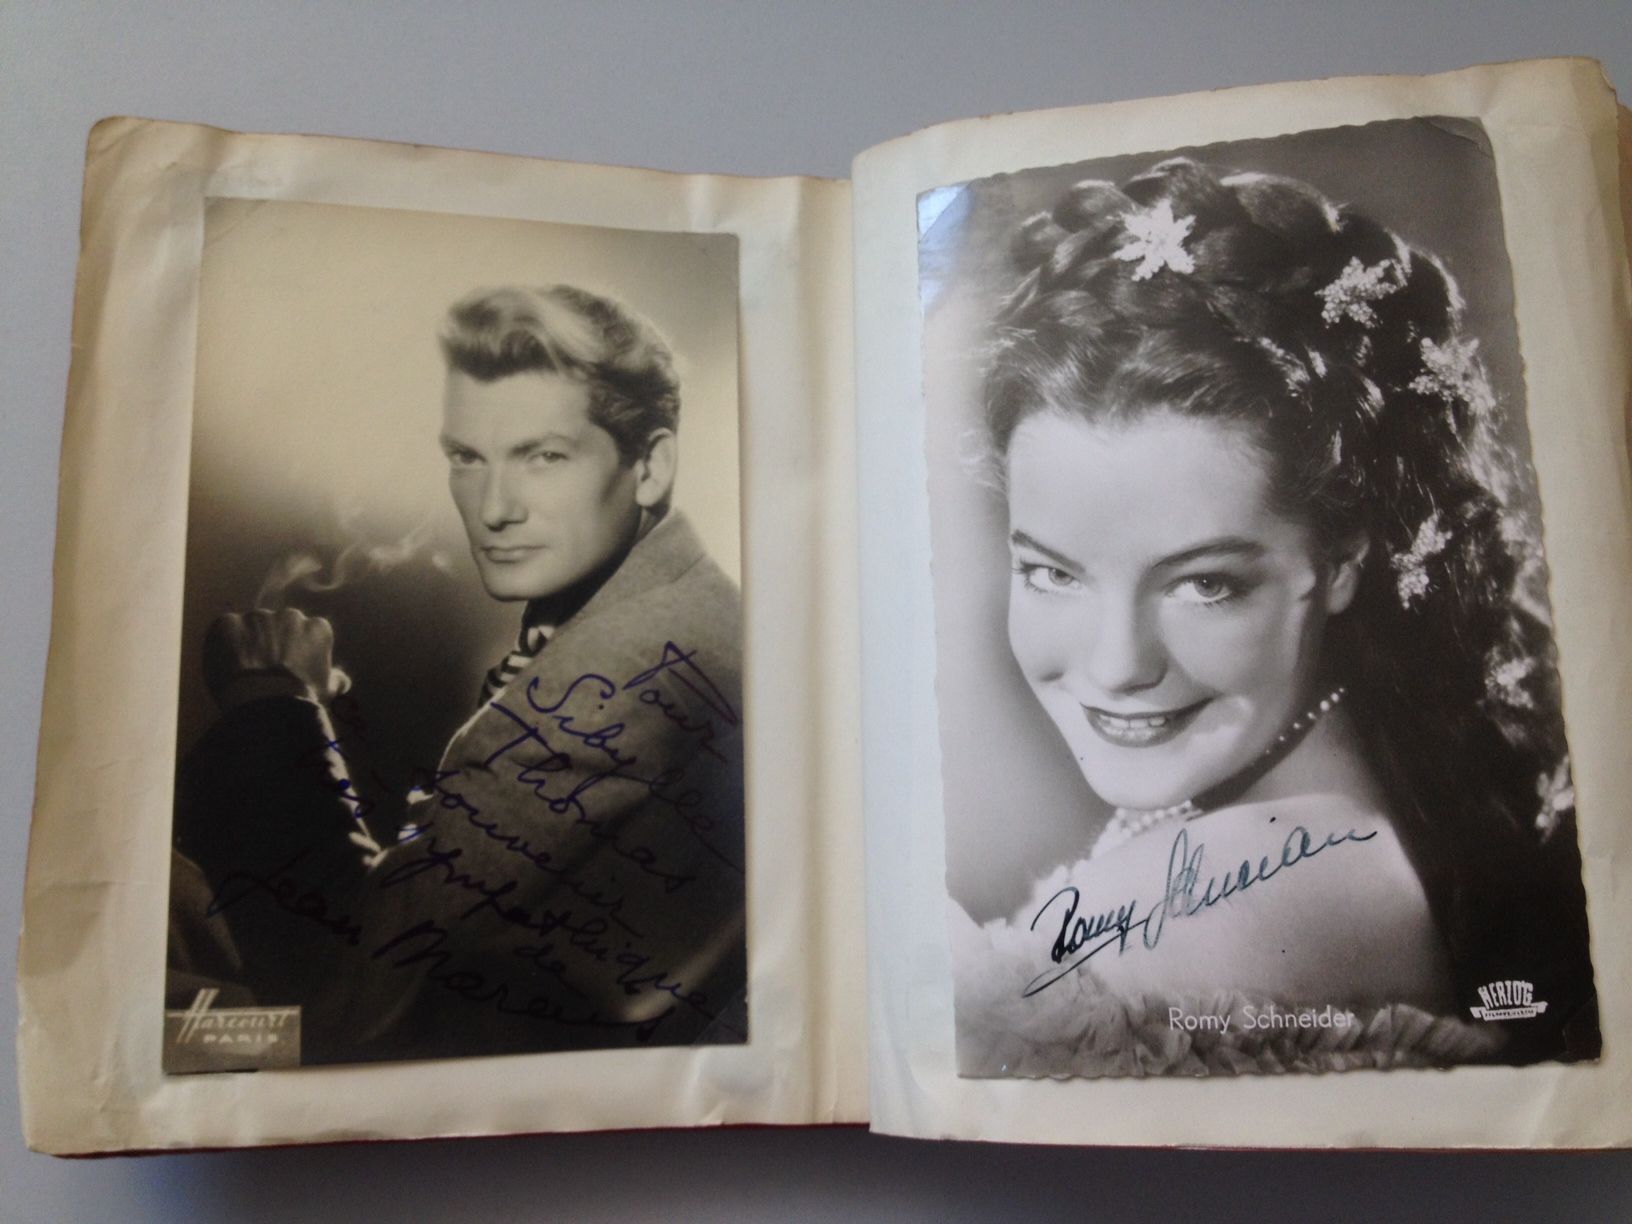 Pour
Sibylle
Thomas
en souvenir
très sympathique
de
Jean Marais
Harcourt
PARIS
Romy Schneider
Romy Schneider
HERZOG